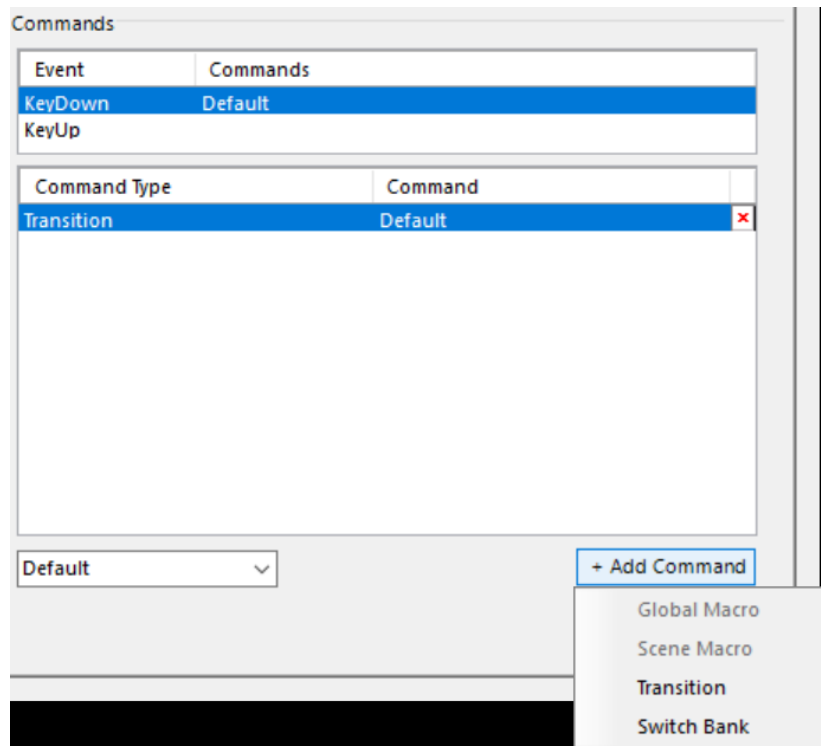 Commands
Event Commands
KeyDown Default
KeyUp
Command Type Command
Transition Default
Default + Add Command
Global Macro
Scene Macro
Transition
Switch Bank